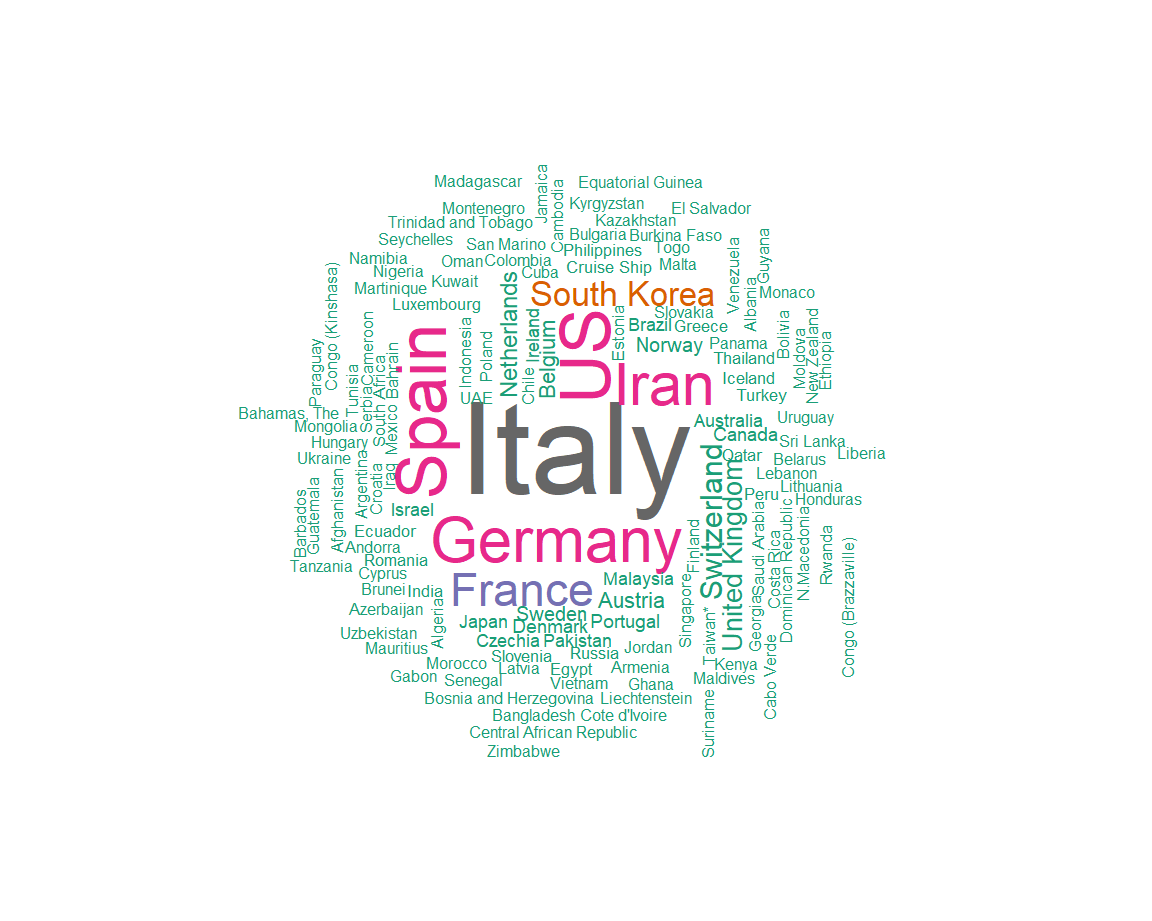 Madagascar
Jamaica
Cambodia
Equatorial Guinea
Montenegro
Kyrgyzstan
El Salvador
Trinidad and Tobago
Kazakhstan
Seychelles
San Marino
Bulgaria
Burkina Faso
Philippines
Togo
Venezuela
Guyana
Namibia
Oman
Colombia
Nigeria
Cuba
Cruise Ship
Malta
Albania
Congo (Kinshasa)
Martinique
Kuwait
Netherlands
South Korea
Monaco
Luxembourg
Ireland
Belgium
US
Estonia
Slovakia
Brazil
Greece
Bolivia
Moldova
New Zealand
Ethiopia
Paraguay
Cameroon
Spain
Indonesia
Poland
Chile
Norway
Panama
Thailand
Tunisia
Serbia
South Africa
Mexico
Bahrain
UAE
Iran
Iceland
Turkey
Bahamas, The
Italy
Australia
Uruguay
Mongolia
Canada
Hungary
Sri Lanka
Ukraine
Iraq
Qatar
Belarus
Liberia
Argentina
Croatia
Switzerland
United Kingdom
Lebanon
Lithuania
Peru
Honduras
Barbados
Guatemala
Afghanistan
Israel
Ecuador
Germany
Finland
Saudi Arabia
Costa Rica
Dominican Republic
N.Macedonia
Rwanda
Congo (Brazzaville)
Andorra
Romania
Tanzania
Cyprus
Brunei
India
France
Malaysia
Azerbaijan
Algeria
Austria
Singapore
Taiwan*
Georgia
Sweden
Japan
Denmark
Portugal
Uzbekistan
Czechia
Pakistan
Mauritius
Slovenia
Russia
Jordan
Morocco
Latvia
Egypt
Armenia
Kenya
Cabo Verde
Gabon
Senegal
Vietnam
Ghana
Maldives
Bosnia and Herzegovina
Liechtenstein
Suriname
Bangladesh
Cote d'Ivoire
Central African Republic
Zimbabwe